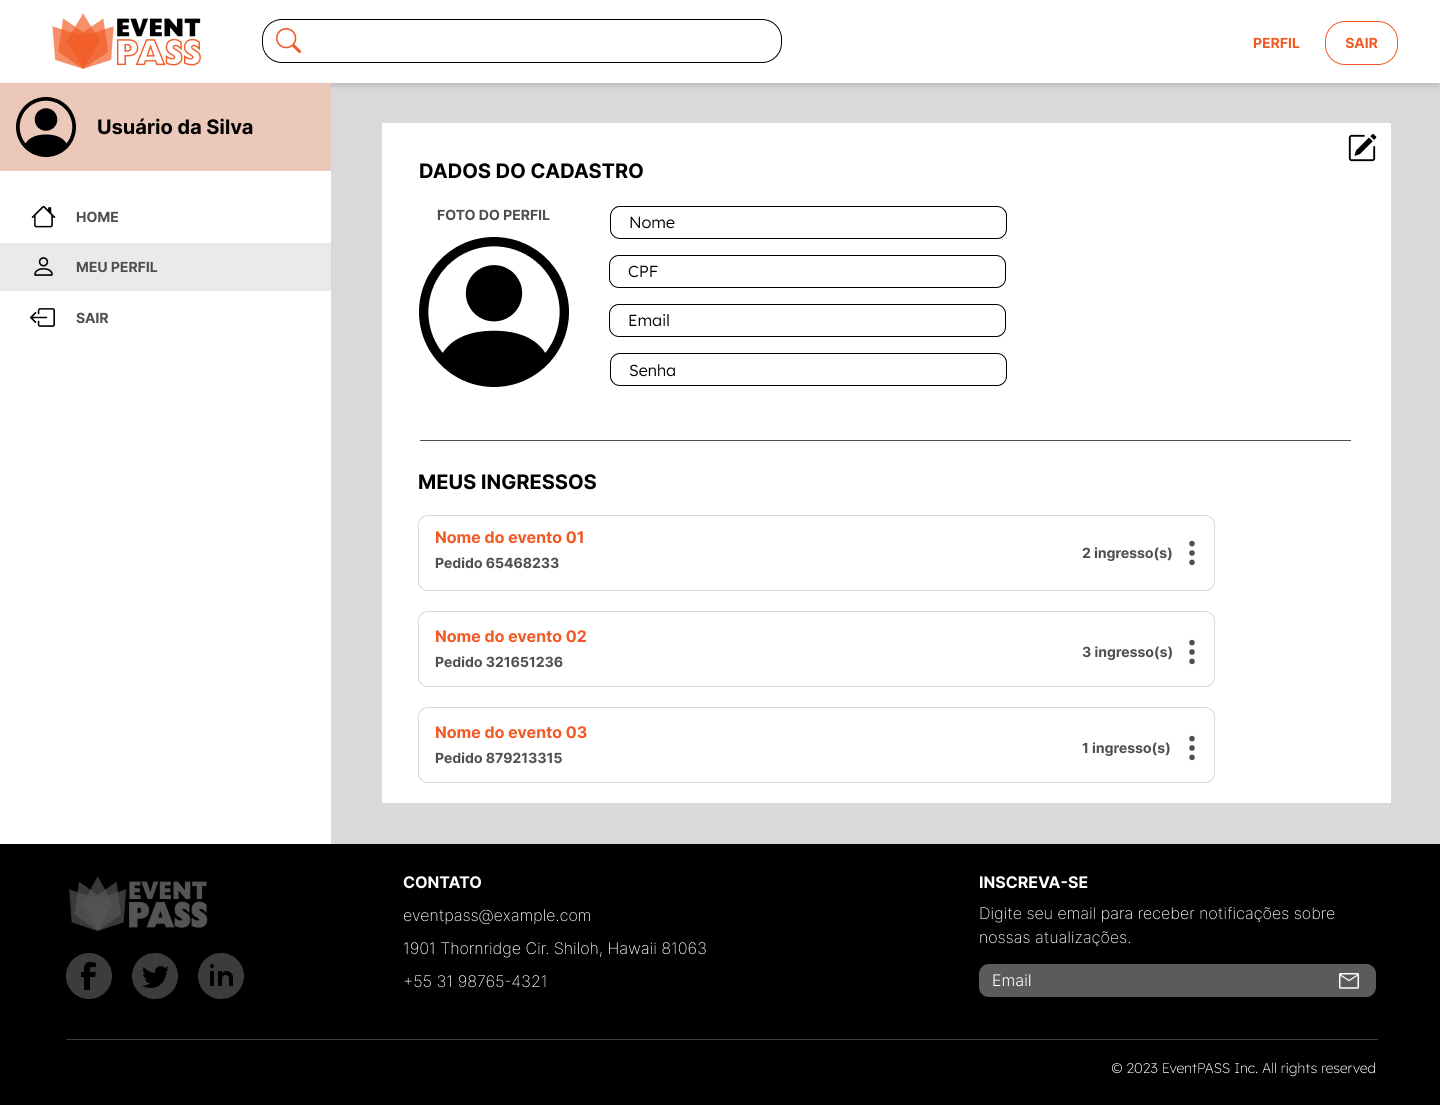 EVENT
PASS
PERFIL
SAIR
Usuário da Silva
HOME
MEU PERFIL
SAIR
DADOS DO CADASTRO
FOTO DO PERFIL
Nome
CPF
Email
Senha
MEUS INGRESSOS
Nome do evento 01
Pedido 65468233
2 ingresso(s)
Nome do evento 02
Pedido 321651236
3 ingresso(s)
Nome do evento 03
Pedido 879213315
1 ingresso(s)
EVENT
PASS
CONTATO
eventpass@example.com
1901 Thornridge Cir. Shiloh, Hawaii 81063
+55 31 98765-4321
INSCREVA-SE
Digite seu email para receber notificações sobre
nossas atualizações.
Email
© 2023 EventPASS Inc. All rights reserved